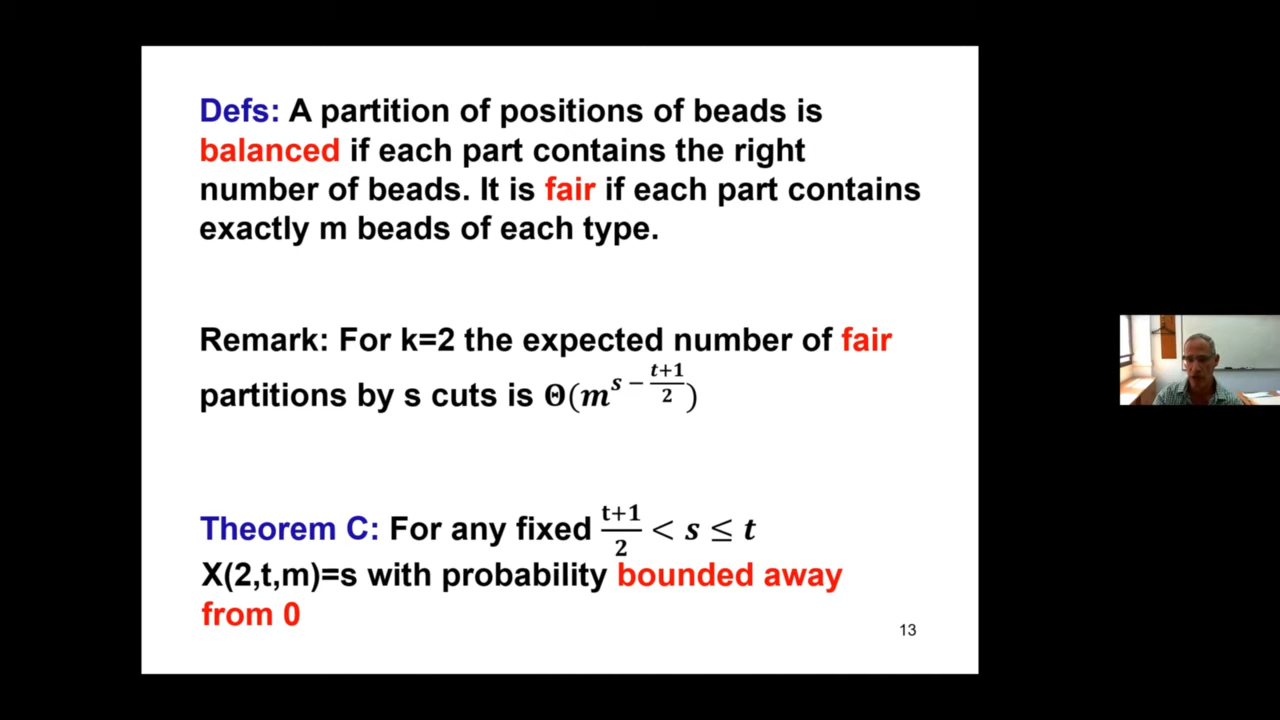 Defs: A partition of positions of beads is
balanced if each part contains the right
number of beads. It is fair if each part contains
exactly m beads of each type.
Remark: For k=2 the expected number of fair
partitions by s cuts is Θ(m^{s − \frac{t+1}{2}})
Theorem C: For any fixed \frac{t+1}{2} < s ≤ t
X(2,t,m)=s with probability bounded away
from 0
13